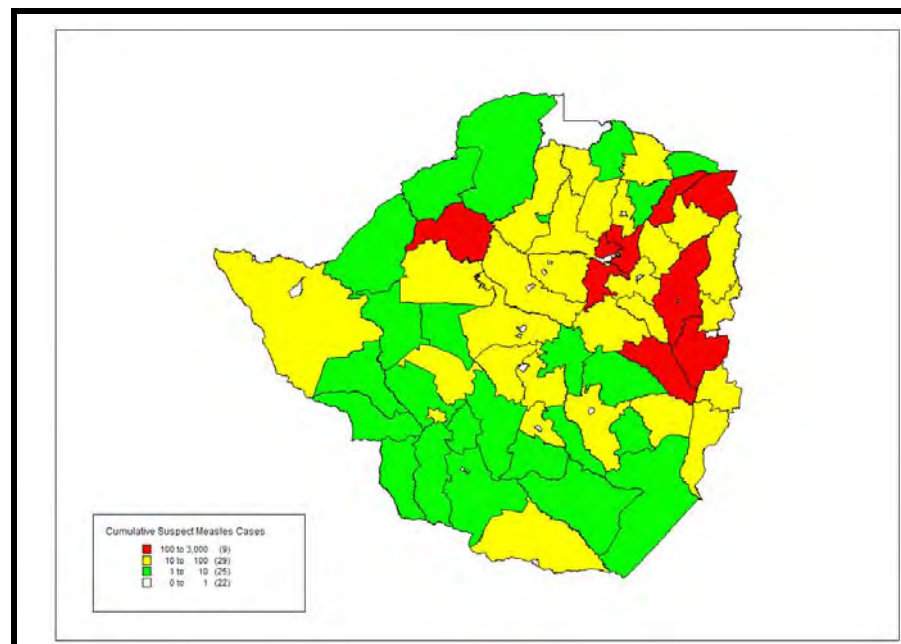 Cumulative Suspect Measles Cases
100 to 3,000 (9)
10 to 100 (29)
1 to 10 (25)
0 to 1 (22)